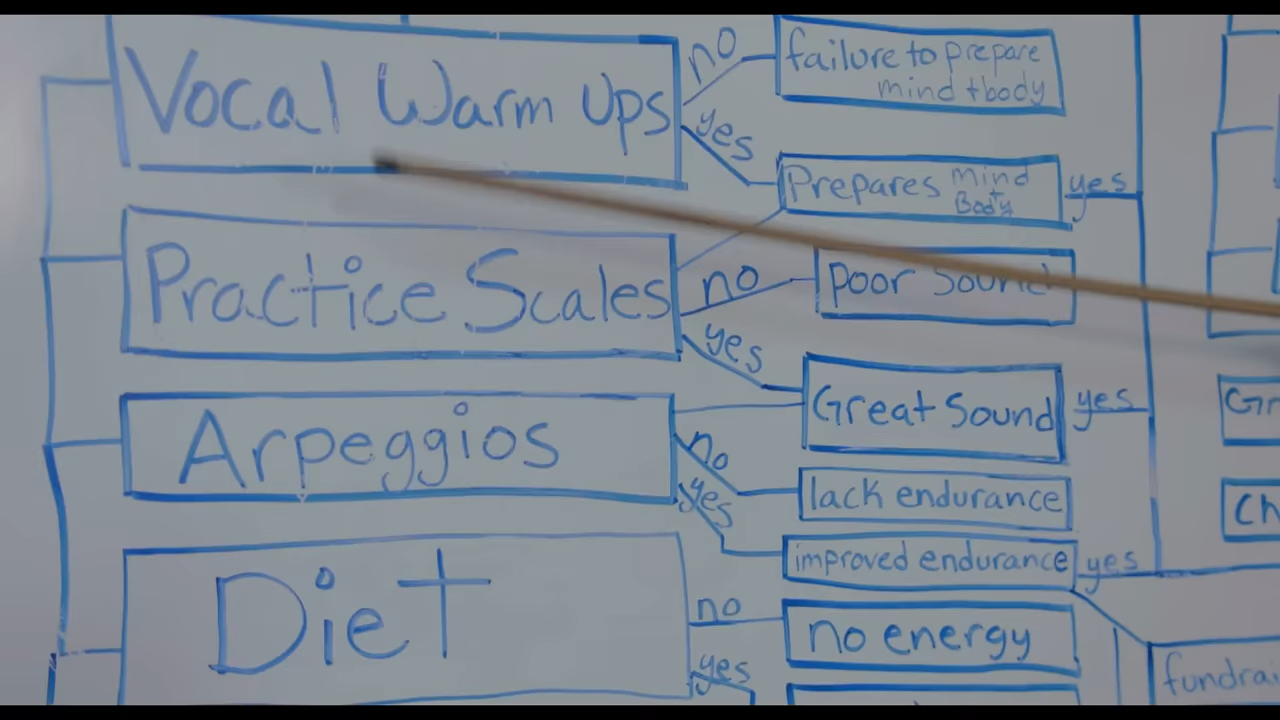 Vocal Warm Ups
no
failure to prepare
mind + body
yes
Prepares mind
+
Body
yes
Practice Scales
no
Poor Sound
yes
Great Sound
yes
Arpeggios
no
lack endurance
yes
improved endurance
yes
Diet
no
no energy
yes